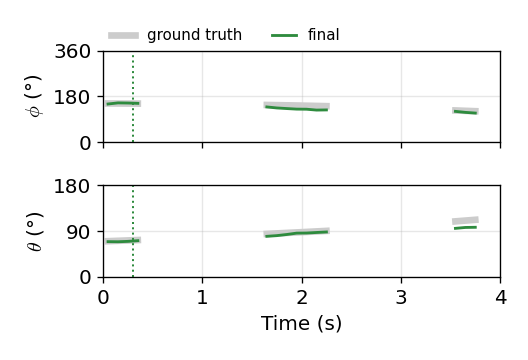 ground truth final
360
180
0
ϕ (°)
180
90
0
θ (°)
0 1 2 3 4
Time (s)